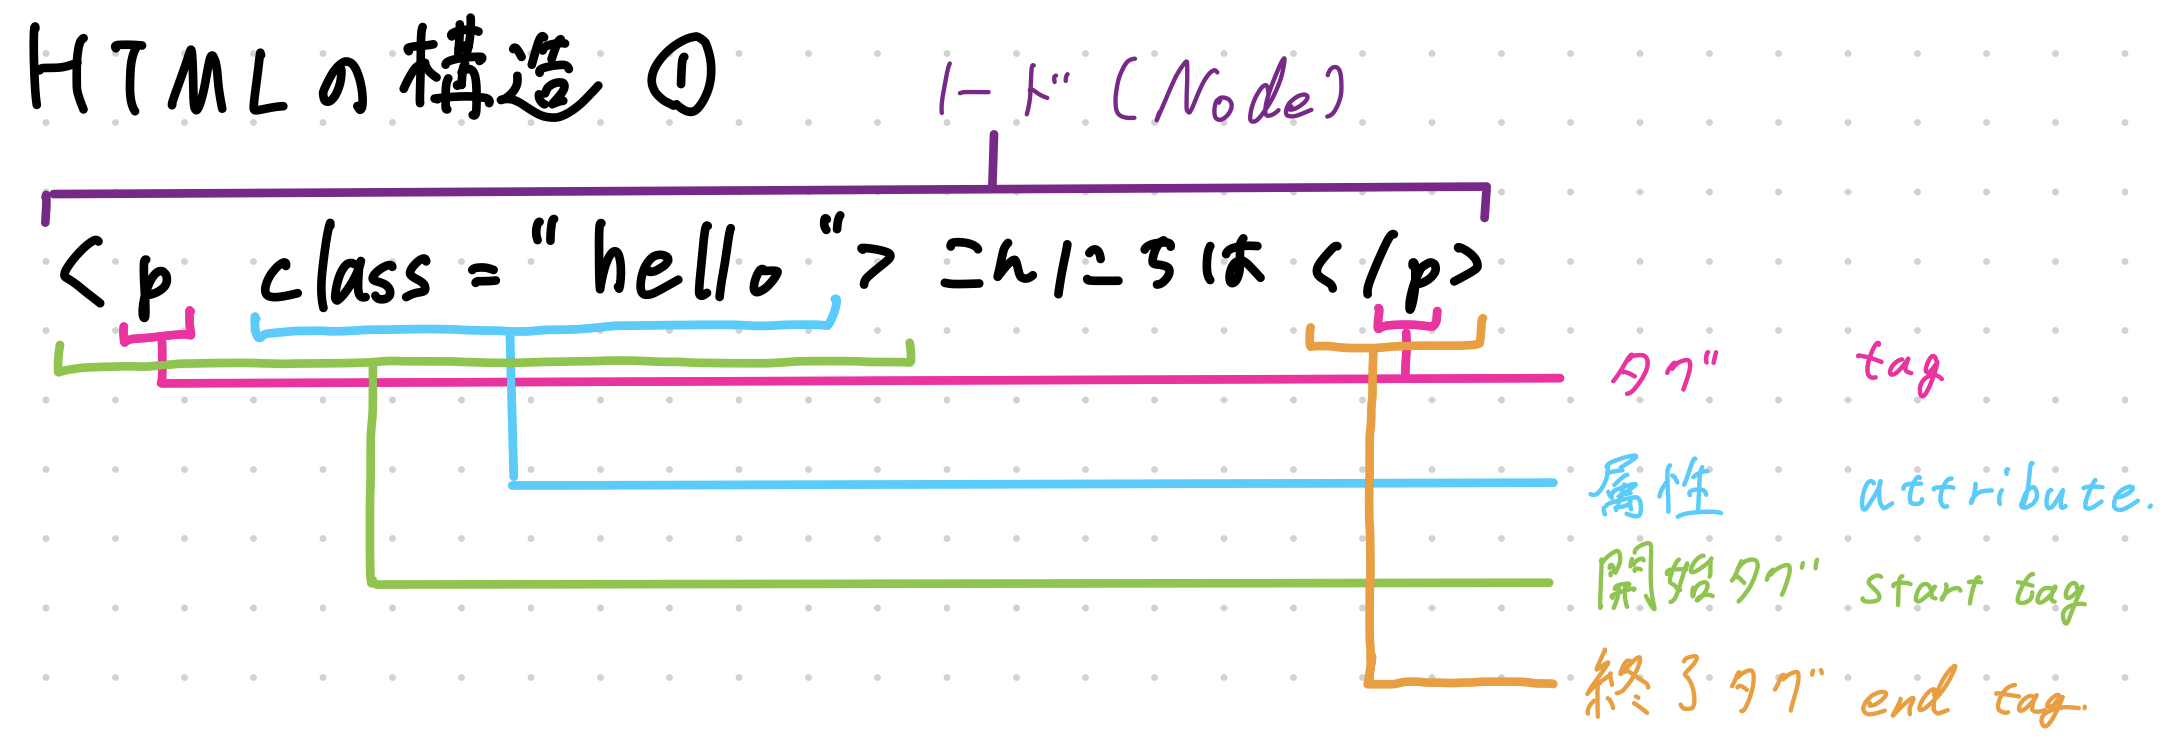 HTMLの構造 ①
ノード (Node)
<p class="hello">こんにちは</p>
タグ tag
属性 attribute.
開始タグ start tag
終了タグ end tag.